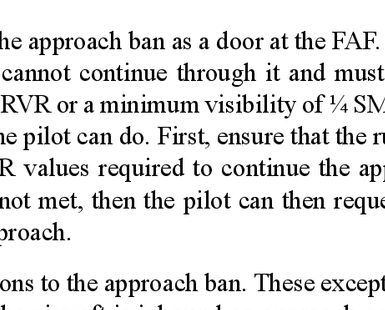 he approach ban as a door at the FAF.
cannot continue through it and must
RVR or a minimum visibility of ¼ SM
he pilot can do. First, ensure that the ru
R values required to continue the app
not met, then the pilot can then reque
proach.
ons to the approach ban. These except